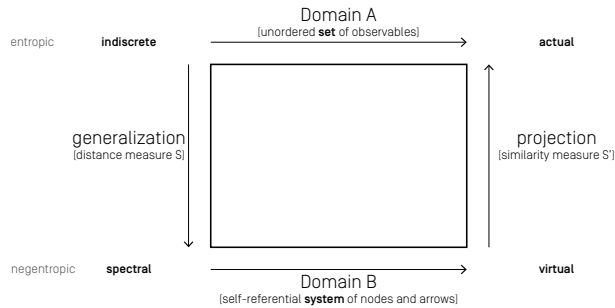 Domain A
(unordered set of observables)
entropic indiscrete actual
generalization
(distance measure S)
projection
(similarity measure S')
negentropic spectral virtual
Domain B
(self-referential system of nodes and arrows)